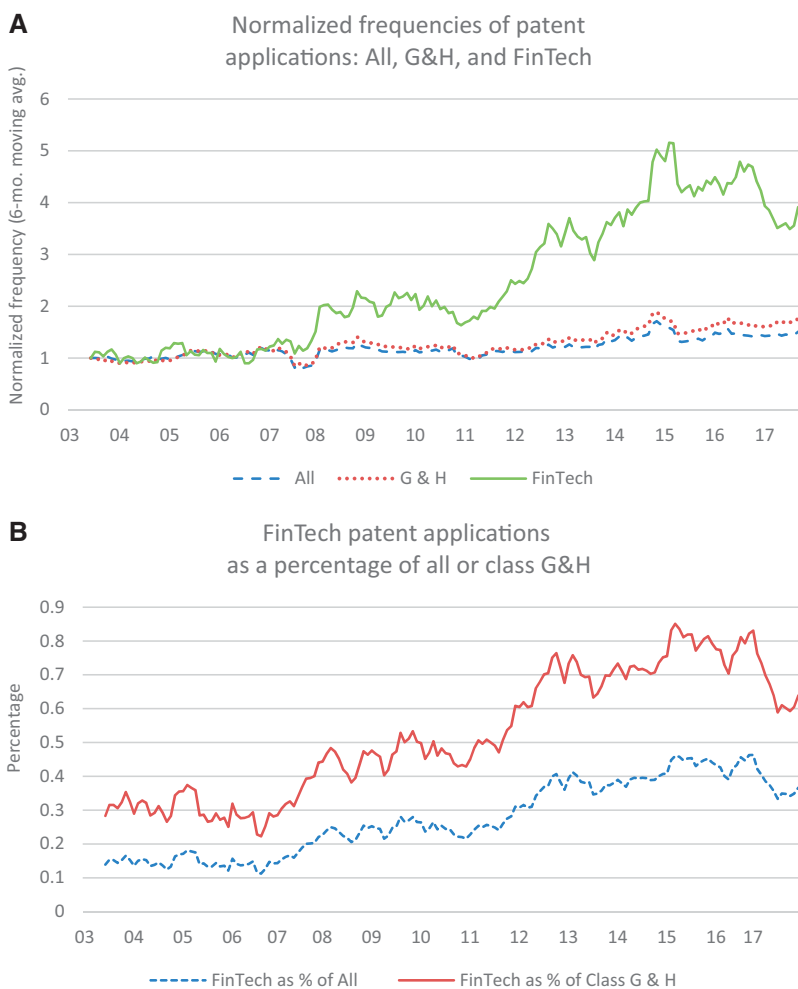 A
Normalized frequencies of patent
applications: All, G&H, and FinTech
Normalized frequency (6-mo. moving avg.)
6
5
4
3
2
1
0
03 04 05 06 07 08 09 10 11 12 13 14 15 16 17
All G & H FinTech
B
FinTech patent applications
as a percentage of all or class G&H
Percentage
0.9
0.8
0.7
0.6
0.5
0.4
0.3
0.2
0.1
0
03 04 05 06 07 08 09 10 11 12 13 14 15 16 17
FinTech as % of All FinTech as % of Class G & H